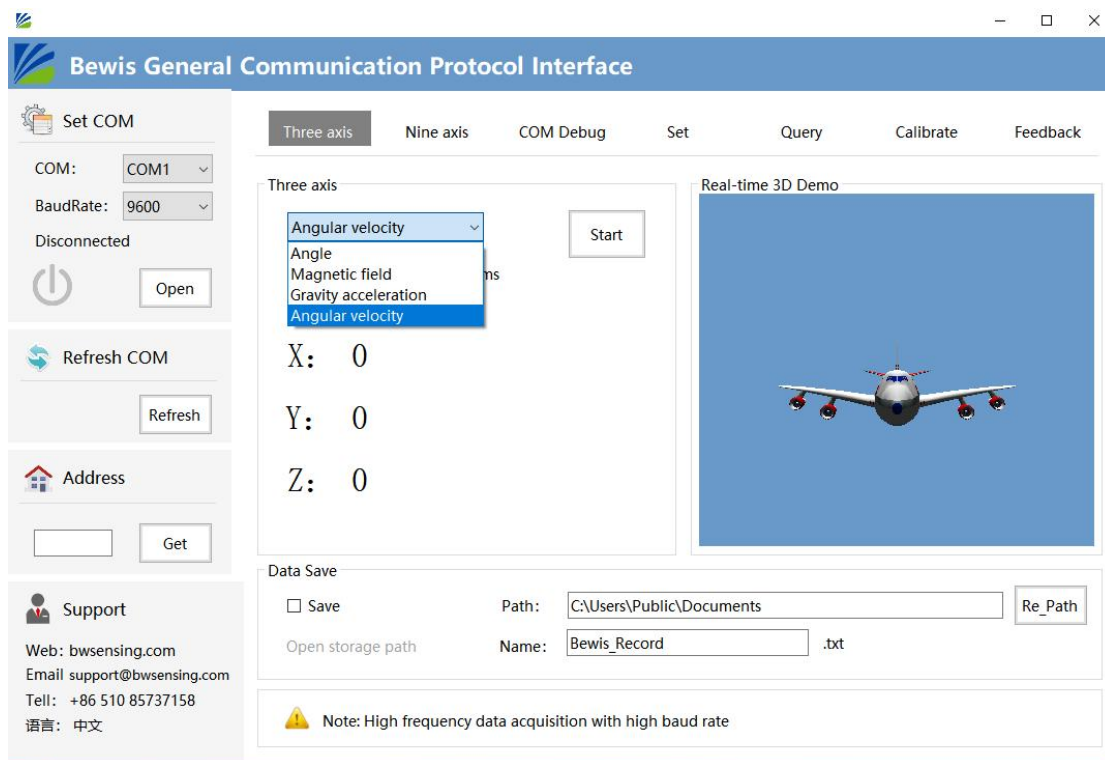 Bewis General Communication Protocol Interface
Set COM
COM:
COM1
BaudRate:
9600
Disconnected
Open
Refresh COM
Refresh
Address
Get
Support
Web: bwsensing.com
Email support@bwsensing.com
Tell: +86 510 85737158
语言: 中文
Three axis
Nine axis
COM Debug
Set
Query
Calibrate
Feedback
Three axis
Angular velocity
Start
Angle
Magnetic field
ms
Gravity acceleration
Angular velocity
X: 0
Y: 0
Z: 0
Real-time 3D Demo
Data Save
Save
Path:
C:\Users\Public\Documents
Re_Path
Open storage path
Name:
Bewis_Record
.txt
Note: High frequency data acquisition with high baud rate